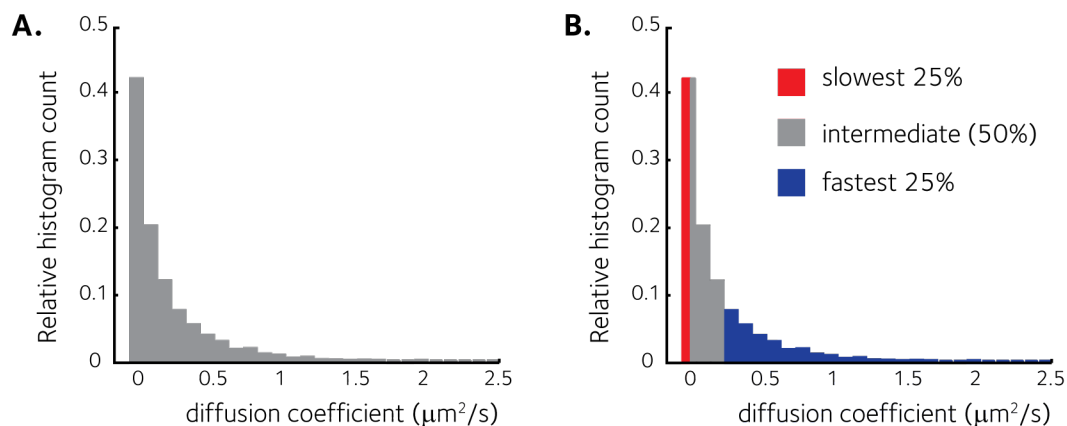 A.
Relative histogram count
0.5
0.4
0.3
0.2
0.1
0
0 0.5 1 1.5 2 2.5
diffusion coefficient (μm²/s)
B.
Relative histogram count
0.5
0.4
0.3
0.2
0.1
0
slowest 25%
intermediate (50%)
fastest 25%
0 0.5 1 1.5 2 2.5
diffusion coefficient (μm²/s)